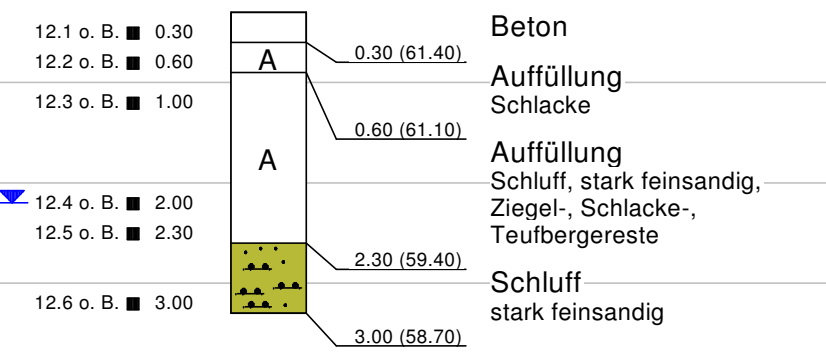 12.1 o. B. 0.30
12.2 o. B. 0.60
12.3 o. B. 1.00
12.4 o. B. 2.00
12.5 o. B. 2.30
12.6 o. B. 3.00
A
A
0.30 (61.40)
0.60 (61.10)
2.30 (59.40)
3.00 (58.70)
Beton
Auffüllung
Schlacke
Auffüllung
Schluff, stark feinsandig,
Ziegel-, Schlacke-,
Teufbergereste
Schluff
stark feinsandig